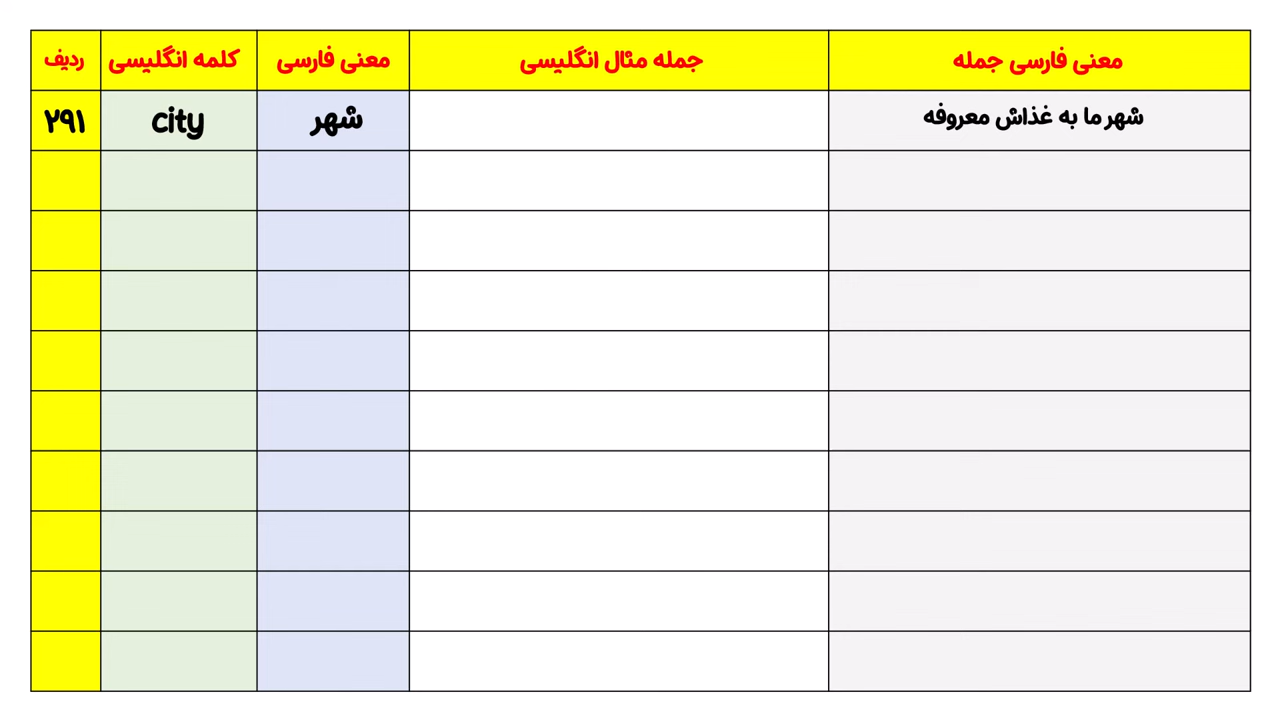 ردیف کلمه انگلیسی معنی فارسی جمله مثال انگلیسی معنی فارسی جمله
۲۹۱ city شهر شهر ما به غذاش معروفه